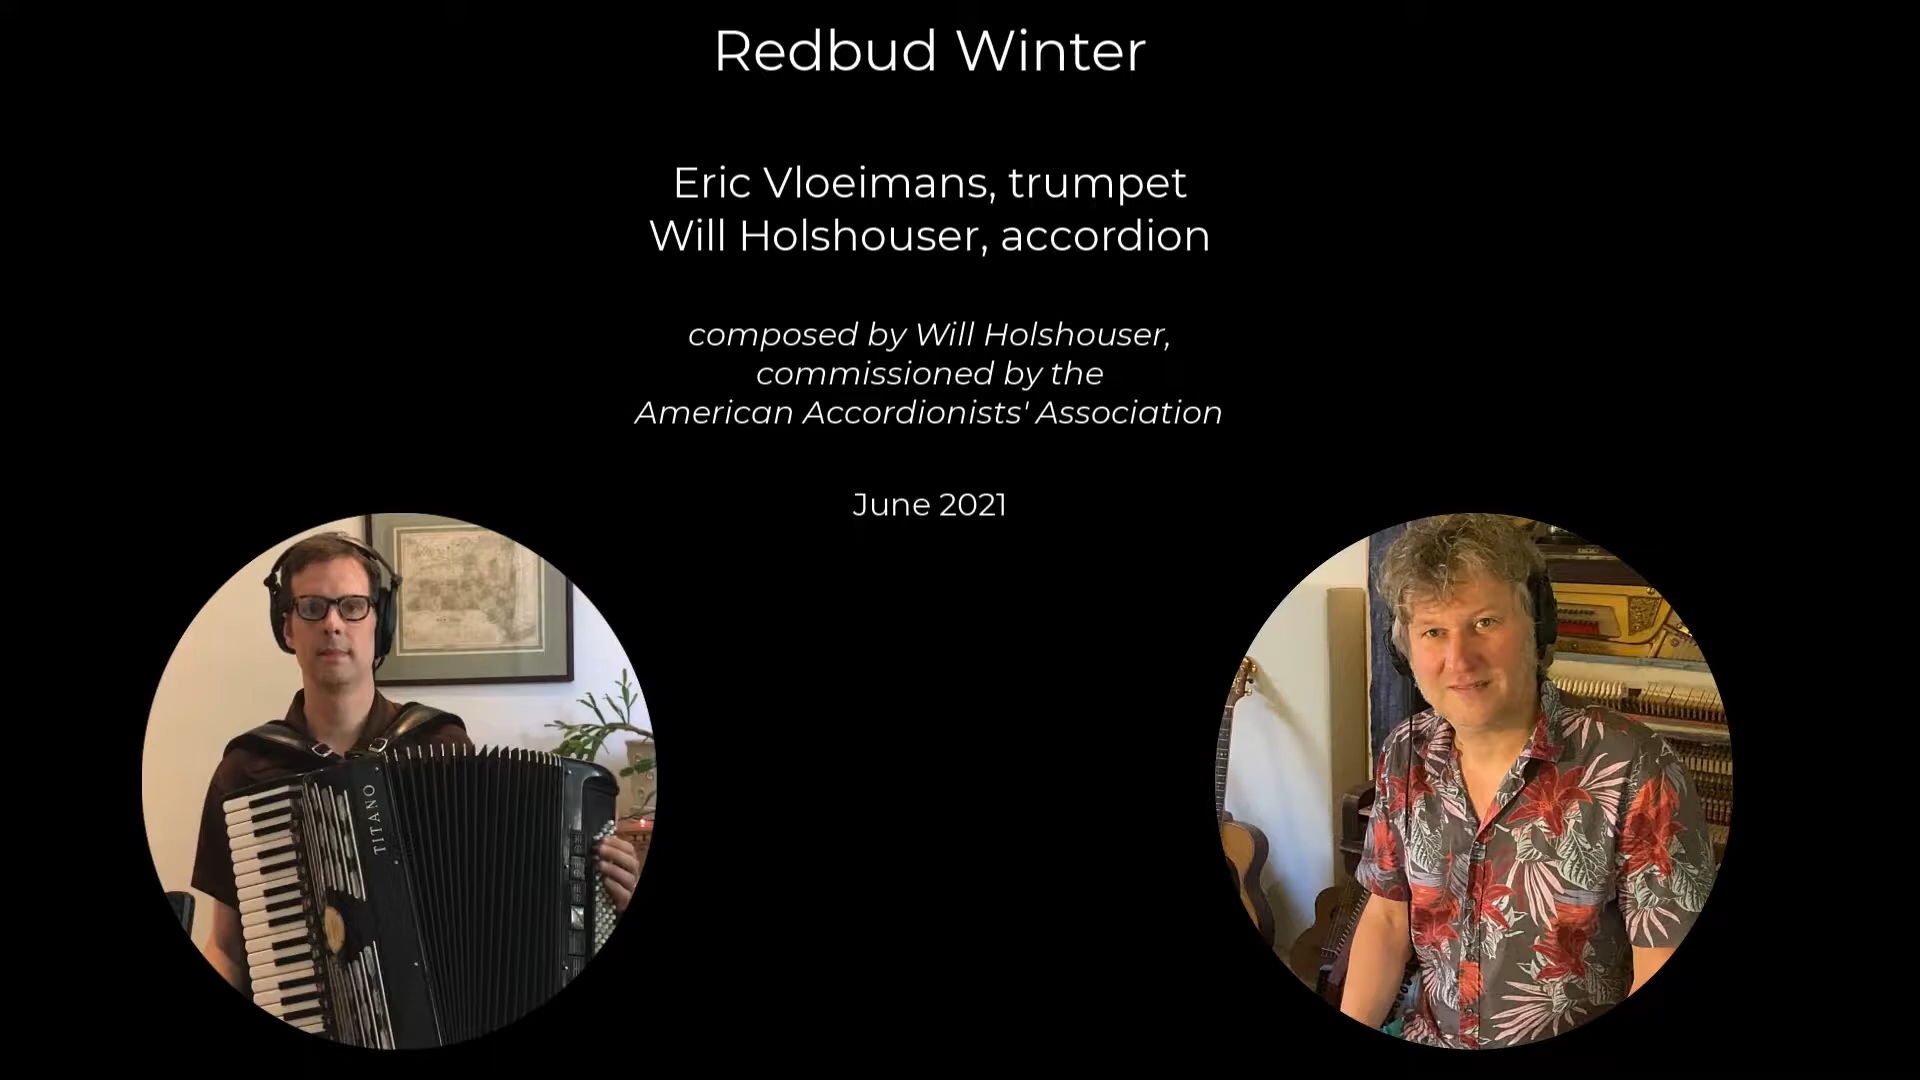 Redbud Winter
Eric Vloeimans, trumpet
Will Holshouser, accordion
composed by Will Holshouser,
commissioned by the
American Accordionists' Association
June 2021
TITANO